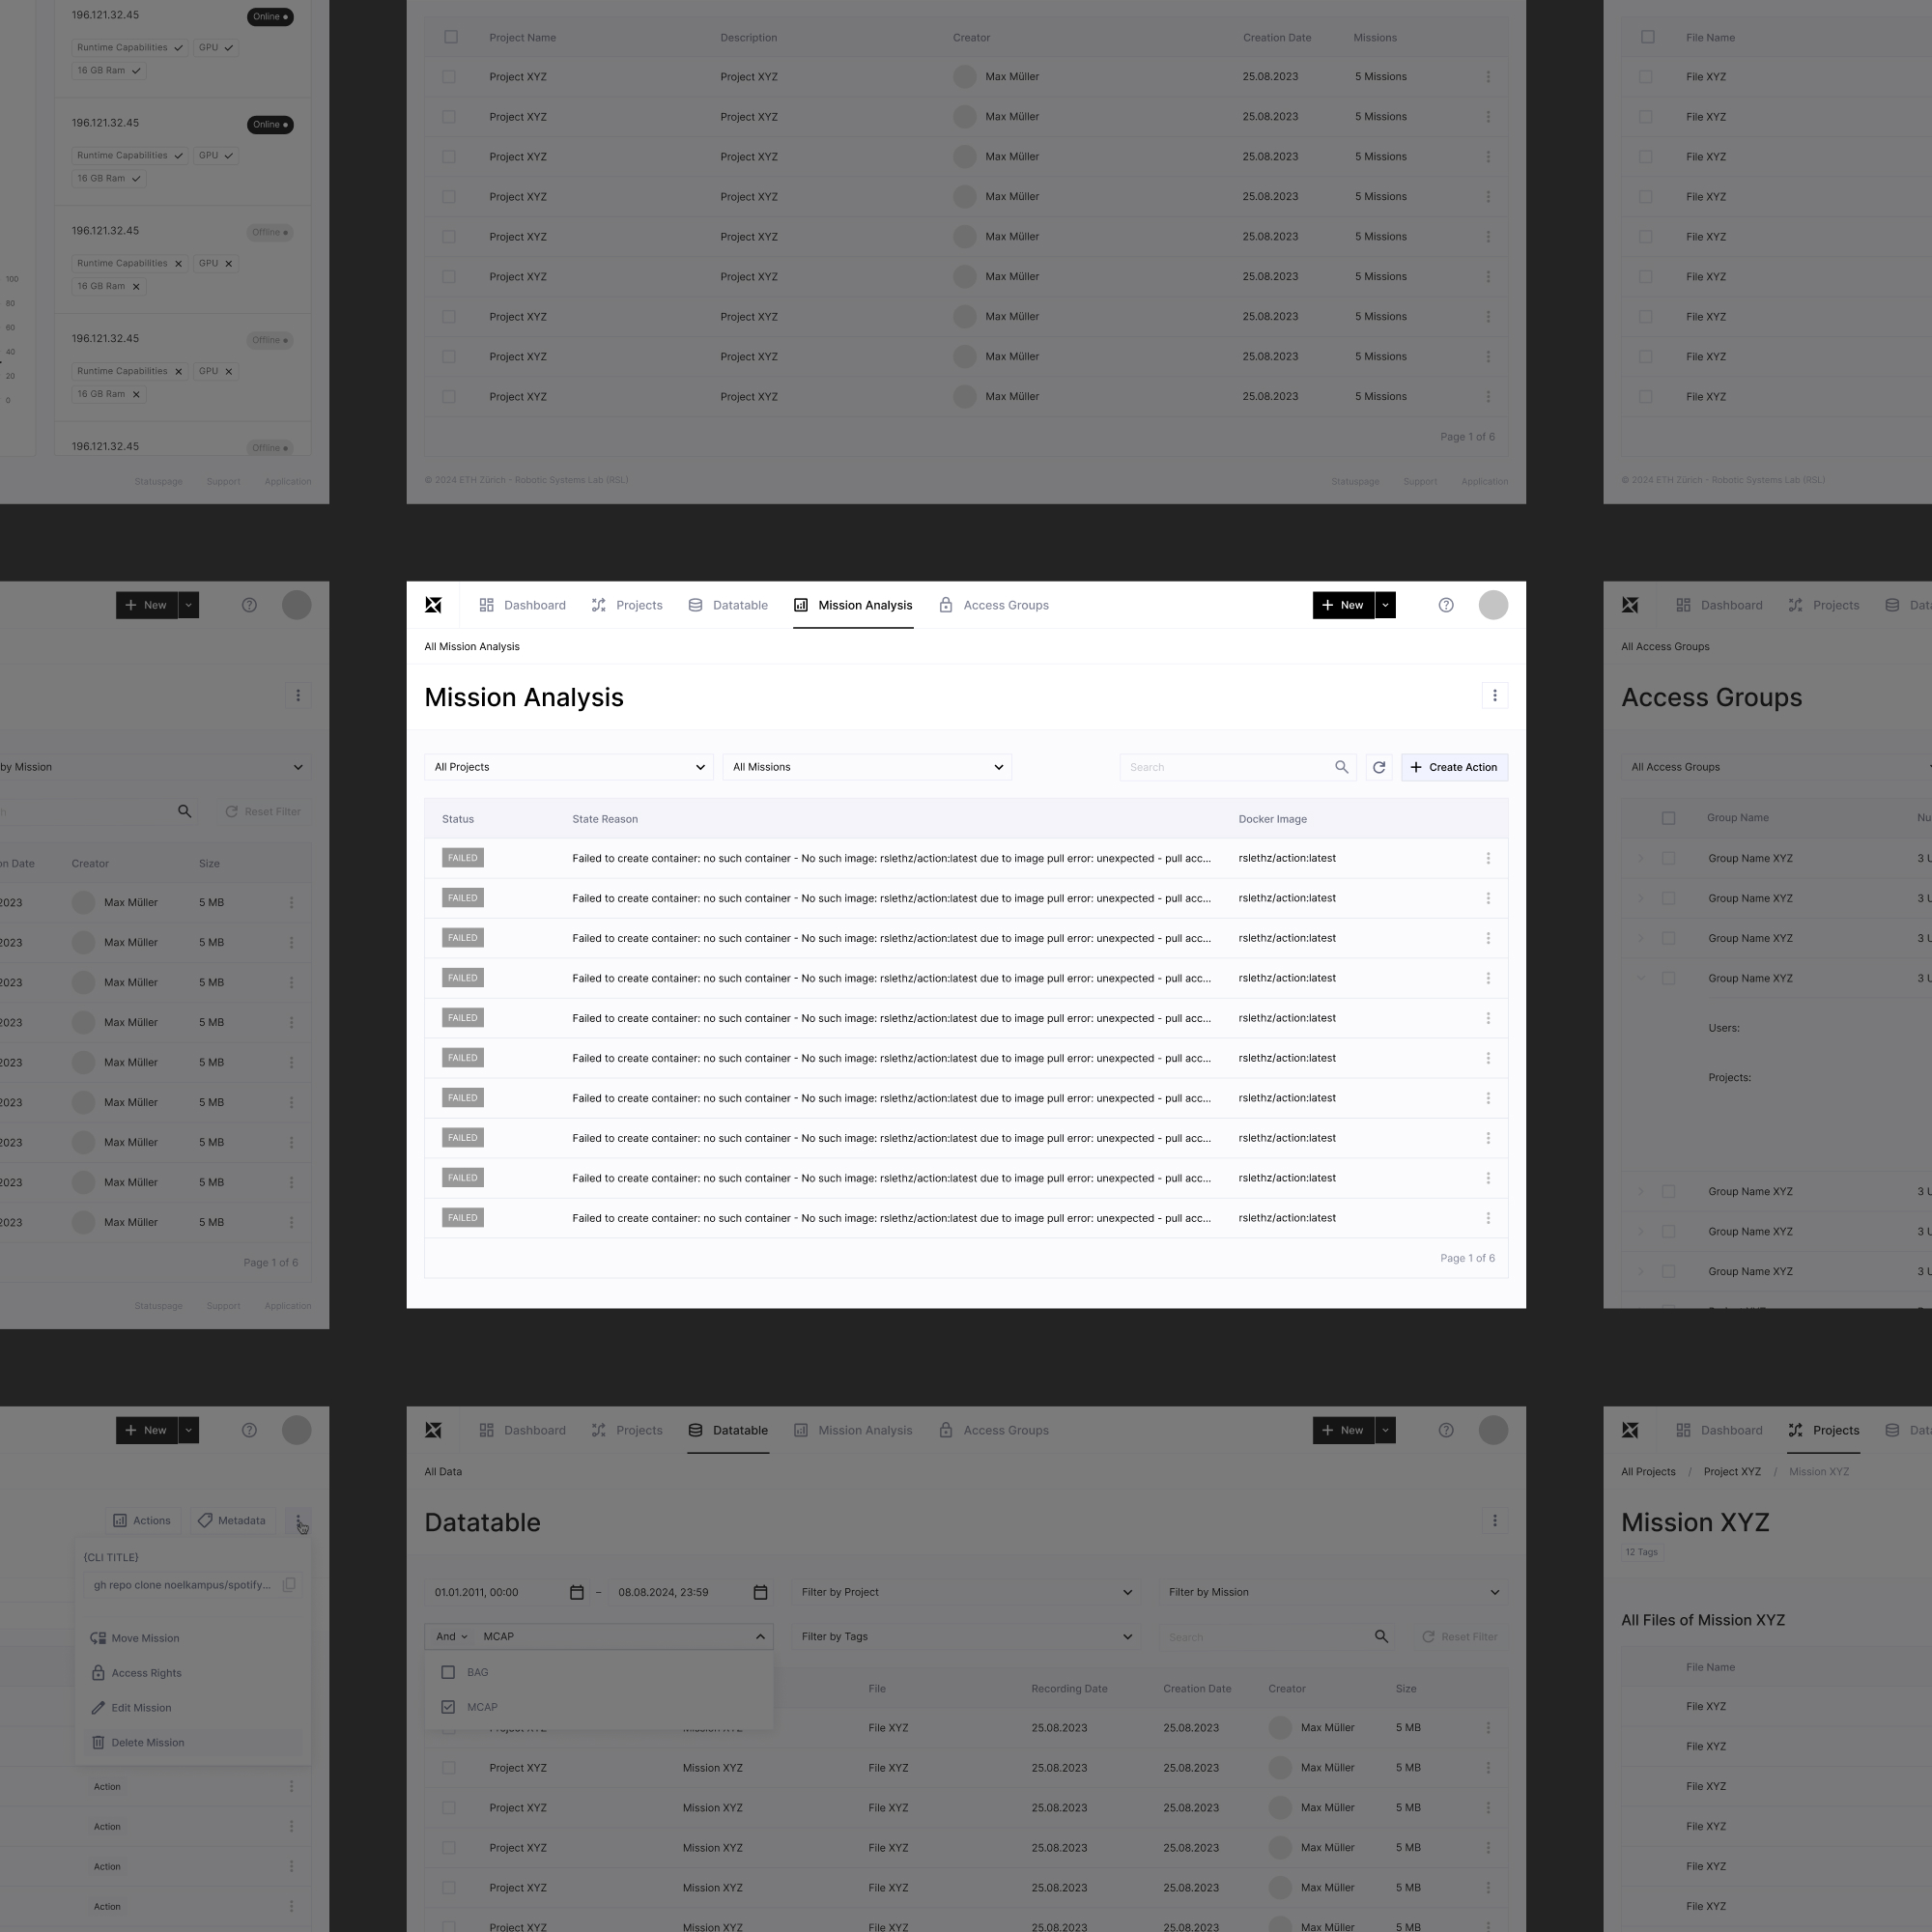 196.121.32.45 Online
Runtime Capabilities GPU
16 GB Ram
196.121.32.45 Online
Runtime Capabilities GPU
16 GB Ram
196.121.32.45 Offline
Runtime Capabilities GPU
16 GB Ram
196.121.32.45 Offline
Runtime Capabilities GPU
16 GB Ram
196.121.32.45 Offline
100
80
60
40
20
0
Statuspage Support Application
Project Name Description Creator Creation Date Missions
Project XYZ Project XYZ Max Müller 25.08.2023 5 Missions
Project XYZ Project XYZ Max Müller 25.08.2023 5 Missions
Project XYZ Project XYZ Max Müller 25.08.2023 5 Missions
Project XYZ Project XYZ Max Müller 25.08.2023 5 Missions
Project XYZ Project XYZ Max Müller 25.08.2023 5 Missions
Project XYZ Project XYZ Max Müller 25.08.2023 5 Missions
Project XYZ Project XYZ Max Müller 25.08.2023 5 Missions
Project XYZ Project XYZ Max Müller 25.08.2023 5 Missions
Project XYZ Project XYZ Max Müller 25.08.2023 5 Missions
Page 1 of 6
© 2024 ETH Zürich - Robotic Systems Lab (RSL) Statuspage Support Application
File Name
File XYZ
File XYZ
File XYZ
File XYZ
File XYZ
File XYZ
File XYZ
File XYZ
File XYZ
© 2024 ETH Zürich - Robotic Systems Lab (RSL)
New
by Mission
Reset Filter
Date Creator Size
2023 Max Müller 5 MB
2023 Max Müller 5 MB
2023 Max Müller 5 MB
2023 Max Müller 5 MB
2023 Max Müller 5 MB
2023 Max Müller 5 MB
2023 Max Müller 5 MB
2023 Max Müller 5 MB
2023 Max Müller 5 MB
Page 1 of 6
Statuspage Support Application
Dashboard Projects Datatable Mission Analysis Access Groups New
All Mission Analysis
Mission Analysis
All Projects All Missions Search Create Action
Status State Reason Docker Image
FAILED Failed to create container: no such container - No such image: rslethz/action:latest due to image pull error: unexpected - pull acc... rslethz/action:latest
FAILED Failed to create container: no such container - No such image: rslethz/action:latest due to image pull error: unexpected - pull acc... rslethz/action:latest
FAILED Failed to create container: no such container - No such image: rslethz/action:latest due to image pull error: unexpected - pull acc... rslethz/action:latest
FAILED Failed to create container: no such container - No such image: rslethz/action:latest due to image pull error: unexpected - pull acc... rslethz/action:latest
FAILED Failed to create container: no such container - No such image: rslethz/action:latest due to image pull error: unexpected - pull acc... rslethz/action:latest
FAILED Failed to create container: no such container - No such image: rslethz/action:latest due to image pull error: unexpected - pull acc... rslethz/action:latest
FAILED Failed to create container: no such container - No such image: rslethz/action:latest due to image pull error: unexpected - pull acc... rslethz/action:latest
FAILED Failed to create container: no such container - No such image: rslethz/action:latest due to image pull error: unexpected - pull acc... rslethz/action:latest
FAILED Failed to create container: no such container - No such image: rslethz/action:latest due to image pull error: unexpected - pull acc... rslethz/action:latest
FAILED Failed to create container: no such container - No such image: rslethz/action:latest due to image pull error: unexpected - pull acc... rslethz/action:latest
Page 1 of 6
Dashboard Projects
All Access Groups
Access Groups
All Access Groups
Group Name
Group Name XYZ 3
Group Name XYZ 3
Group Name XYZ 3
Group Name XYZ 3
Users:
Projects:
Group Name XYZ 3
Group Name XYZ 3
Group Name XYZ 3
New
Actions Metadata
{CLI TITLE}
gh repo clone noelkampus/spotify...
Move Mission
Access Rights
Edit Mission
Delete Mission
Action
Action
Action
Action
Dashboard Projects Datatable Mission Analysis Access Groups New
All Data
Datatable
01.01.2011, 00:00 – 08.08.2024, 23:59 Filter by Project Filter by Mission
And MCAP Filter by Tags Search Reset Filter
BAG
MCAP
File Recording Date Creation Date Creator Size
File XYZ 25.08.2023 25.08.2023 Max Müller 5 MB
Project XYZ Mission XYZ File XYZ 25.08.2023 25.08.2023 Max Müller 5 MB
Project XYZ Mission XYZ File XYZ 25.08.2023 25.08.2023 Max Müller 5 MB
Project XYZ Mission XYZ File XYZ 25.08.2023 25.08.2023 Max Müller 5 MB
Project XYZ Mission XYZ File XYZ 25.08.2023 25.08.2023 Max Müller 5 MB
Project XYZ Mission XYZ File XYZ 25.08.2023 25.08.2023 Max Müller 5 MB
Dashboard Projects
All Projects / Project XYZ / Mission XYZ
Mission XYZ
12 Tags
All Files of Mission XYZ
File Name
File XYZ
File XYZ
File XYZ
File XYZ
File XYZ
File XYZ